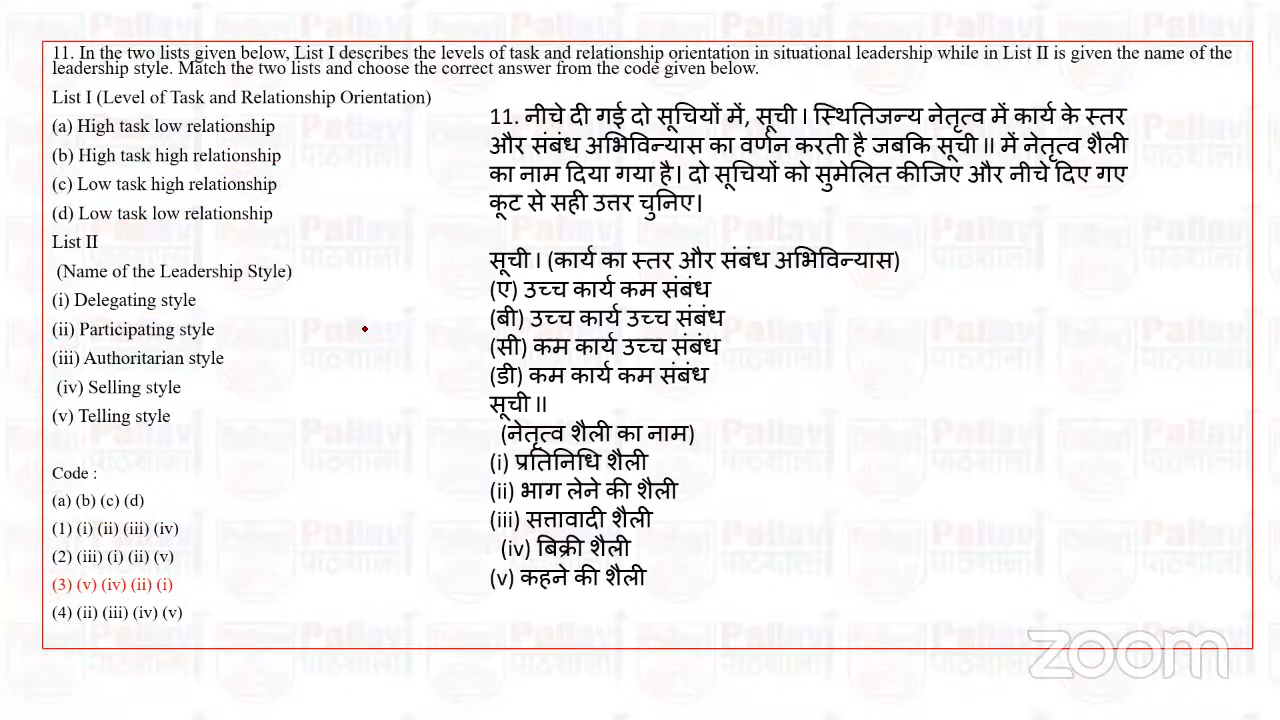 11. In the two lists given below, List I describes the levels of task and relationship orientation in situational leadership while in List II is given the name of the
leadership style. Match the two lists and choose the correct answer from the code given below.
List I (Level of Task and Relationship Orientation)
(a) High task low relationship
(b) High task high relationship
(c) Low task high relationship
(d) Low task low relationship
List II
(Name of the Leadership Style)
(i) Delegating style
(ii) Participating style
(iii) Authoritarian style
(iv) Selling style
(v) Telling style
Code :
(a) (b) (c) (d)
(1) (i) (ii) (iii) (iv)
(2) (iii) (i) (ii) (v)
(3) (v) (iv) (ii) (i)
(4) (ii) (iii) (iv) (v)
11. नीचे दी गई दो सूचियों में, सूची I स्थितिजन्य नेतृत्व में कार्य के स्तर
और संबंध अभिविन्यास का वर्णन करती है जबकि सूची II में नेतृत्व शैली
का नाम दिया गया है। दो सूचियों को सुमेलित कीजिए और नीचे दिए गए
कूट से सही उत्तर चुनिए।
सूची I (कार्य का स्तर और संबंध अभिविन्यास)
(ए) उच्च कार्य कम संबंध
(बी) उच्च कार्य उच्च संबंध
(सी) कम कार्य उच्च संबंध
(डी) कम कार्य कम संबंध
सूची II
(नेतृत्व शैली का नाम)
(i) प्रतिनिधि शैली
(ii) भाग लेने की शैली
(iii) सत्तावादी शैली
(iv) बिक्री शैली
(v) कहने की शैली
zoom